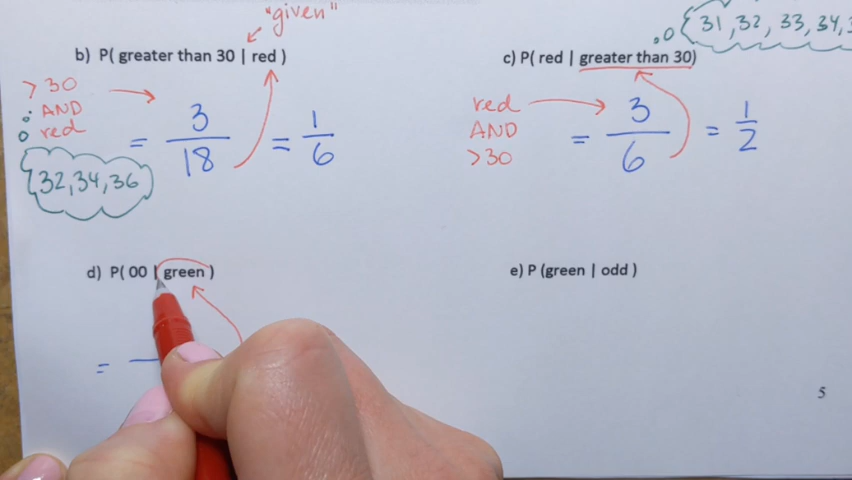 "given"
b) P( greater than 30 | red )
> 30
AND
red
= 3/18 = 1/6
32, 34, 36
31, 32, 33, 34,
c) P( red | greater than 30)
red
AND
>30
= 3/6 = 1/2
d) P( 00 | green )
=
e) P (green | odd )
5